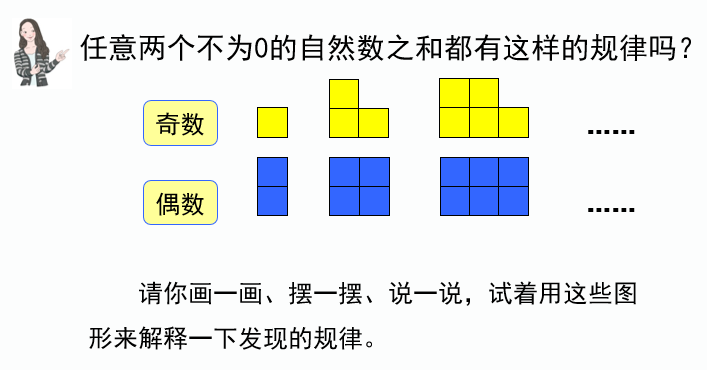 任意两个不为0的自然数之和都有这样的规律吗？
奇数 ……
偶数 ……
请你画一画、摆一摆、说一说，试着用这些图
形来解释一下发现的规律。